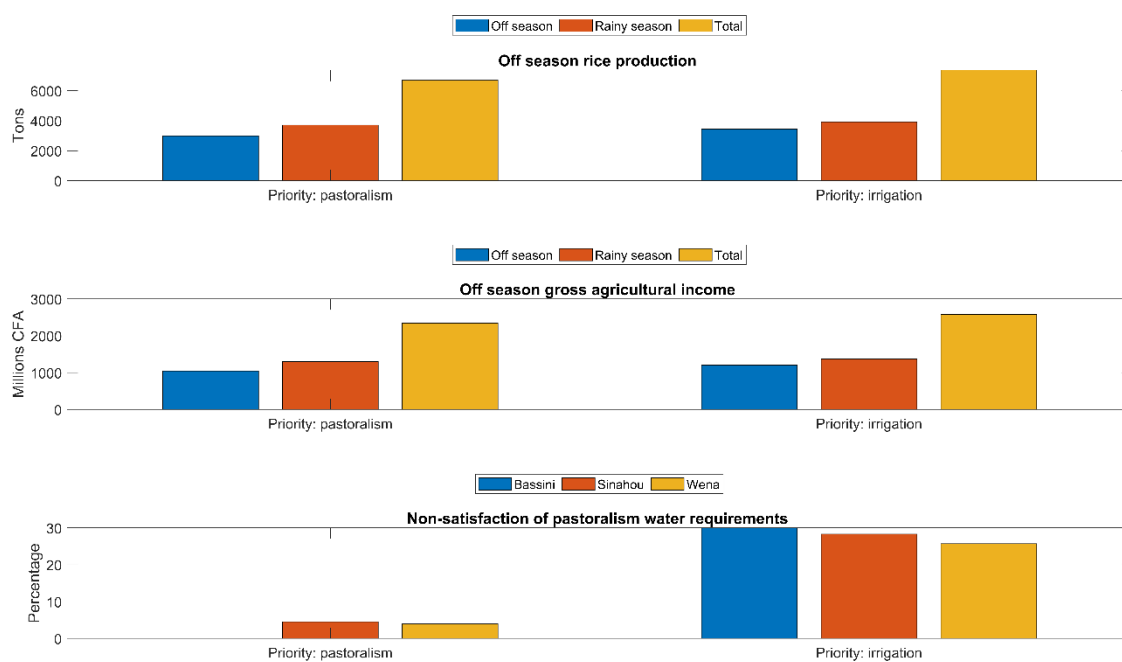 Off season Rainy season Total
Off season rice production
6000
4000
2000
0
Tons
Priority: pastoralism Priority: irrigation
Off season Rainy season Total
Off season gross agricultural income
3000
2000
1000
0
Millions CFA
Priority: pastoralism Priority: irrigation
Bassini Sinahou Wena
Non-satisfaction of pastoralism water requirements
30
20
10
0
Percentage
Priority: pastoralism Priority: irrigation